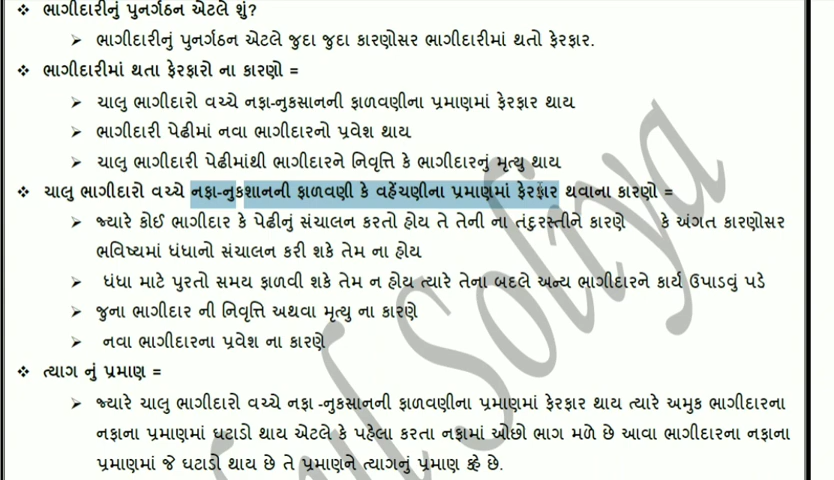 ❖ ભાગીદારીનું પુનર્ગઠન એટલે શું?
➢ ભાગીદારીનું પુનર્ગઠન એટલે જુદા જુદા કારણોસર ભાગીદારીમાં થતો ફેરફાર.
❖ ભાગીદારીમાં થતા ફેરફારો ના કારણો =
➢ ચાલુ ભાગીદારો વચ્ચે નફા-નુકસાનની ફાળવણીના પ્રમાણમાં ફેરફાર થાય
➢ ભાગીદારી પેઢીમાં નવા ભાગીદારનો પ્રવેશ થાય
➢ ચાલુ ભાગીદારી પેઢીમાંથી ભાગીદારને નિવૃત્તિ કે ભાગીદારનું મૃત્યુ થાય
❖ ચાલુ ભાગીદારો વચ્ચે નફા-નુકશાનની ફાળવણી કે વહેંચણીના પ્રમાણમાં ફેરફાર થવાના કારણો =
➢ જ્યારે કોઈ ભાગીદાર કે પેઢીનું સંચાલન કરતો હોય તે તેની ના તંદુરસ્તીને કારણે કે અંગત કારણોસર
ભવિષ્યમાં ધંધાનો સંચાલન કરી શકે તેમ ના હોય
➢ ધંધા માટે પુરતો સમય ફાળવી શકે તેમ ન હોય ત્યારે તેના બદલે અન્ય ભાગીદારને કાર્ય ઉપાડવું પડે
➢ જુના ભાગીદાર ની નિવૃત્તિ અથવા મૃત્યુ ના કારણે
➢ નવા ભાગીદારના પ્રવેશ ના કારણે
❖ ત્યાગ નું પ્રમાણ =
➢ જ્યારે ચાલુ ભાગીદારો વચ્ચે નફા -નુકસાનની ફાળવણીના પ્રમાણમાં ફેરફાર થાય ત્યારે અમુક ભાગીદારના
નફાના પ્રમાણમાં ઘટાડો થાય એટલે કે પહેલા કરતા નફામાં ઓછો ભાગ મળે છે આવા ભાગીદારના નફાના
પ્રમાણમાં જે ઘટાડો થાય છે તે પ્રમાણને ત્યાગનું પ્રમાણ કહે છે.
Soliya